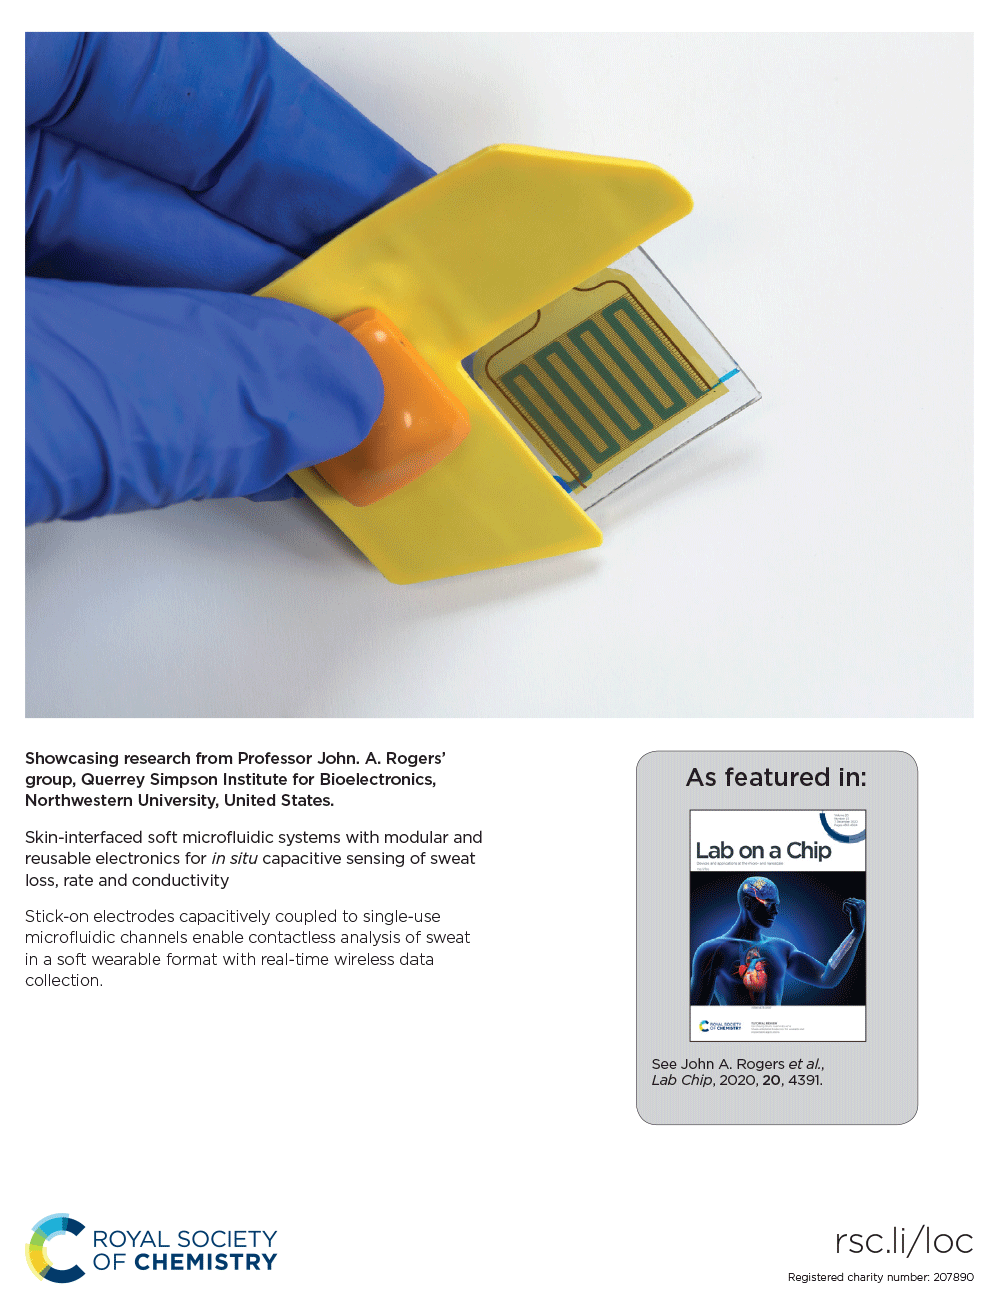 Showcasing research from Professor John. A. Rogers'
group, Querrey Simpson Institute for Bioelectronics,
Northwestern University, United States.
Skin-interfaced soft microfluidic systems with modular and
reusable electronics for in situ capacitive sensing of sweat
loss, rate and conductivity
Stick-on electrodes capacitively coupled to single-use
microfluidic channels enable contactless analysis of sweat
in a soft wearable format with real-time wireless data
collection.
As featured in:
Lab on a Chip
ROYAL SOCIETY
OF CHEMISTRY
See John A. Rogers et al.,
Lab Chip, 2020, 20, 4391.
ROYAL SOCIETY
OF CHEMISTRY
rsc.li/loc
Registered charity number: 207890